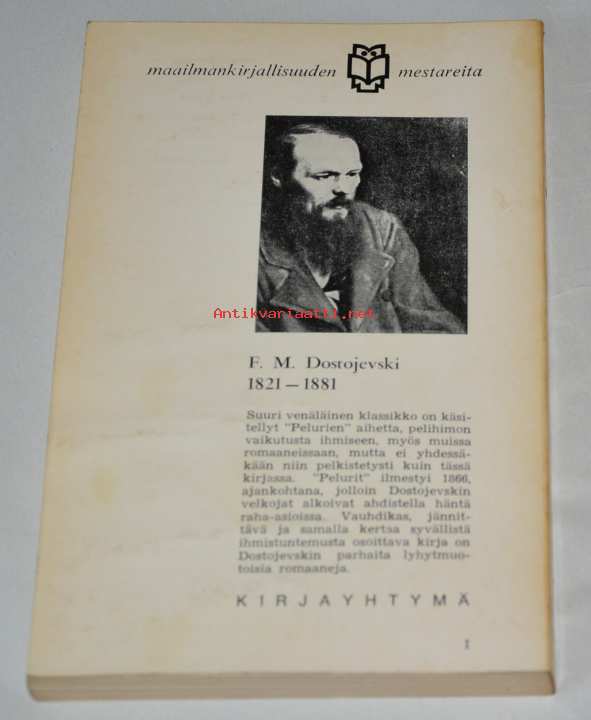 maailmankirjallisuuden mestareita
Antikvariaatit.net
F. M. Dostojevski
1821 – 1881
Suuri venäläinen klassikko on käsi-
tellyt "Pelurien" aihetta, pelihimon
vaikutusta ihmiseen, myös muissa
romaaneissaan, mutta ei yhdessä-
kään niin pelkistetysti kuin tässä
kirjassa. "Pelurit" ilmestyi 1866,
ajankohtana, jolloin Dostojevskin
velkojat alkoivat ahdistella häntä
raha-asioissa. Vauhdikas, jännit-
tävä ja samalla kertaa syvällistä
ihmistuntemusta osoittava kirja on
Dostojevskin parhaita lyhytmuo-
toisia romaaneja.
KIRJAYHTYMÄ
1